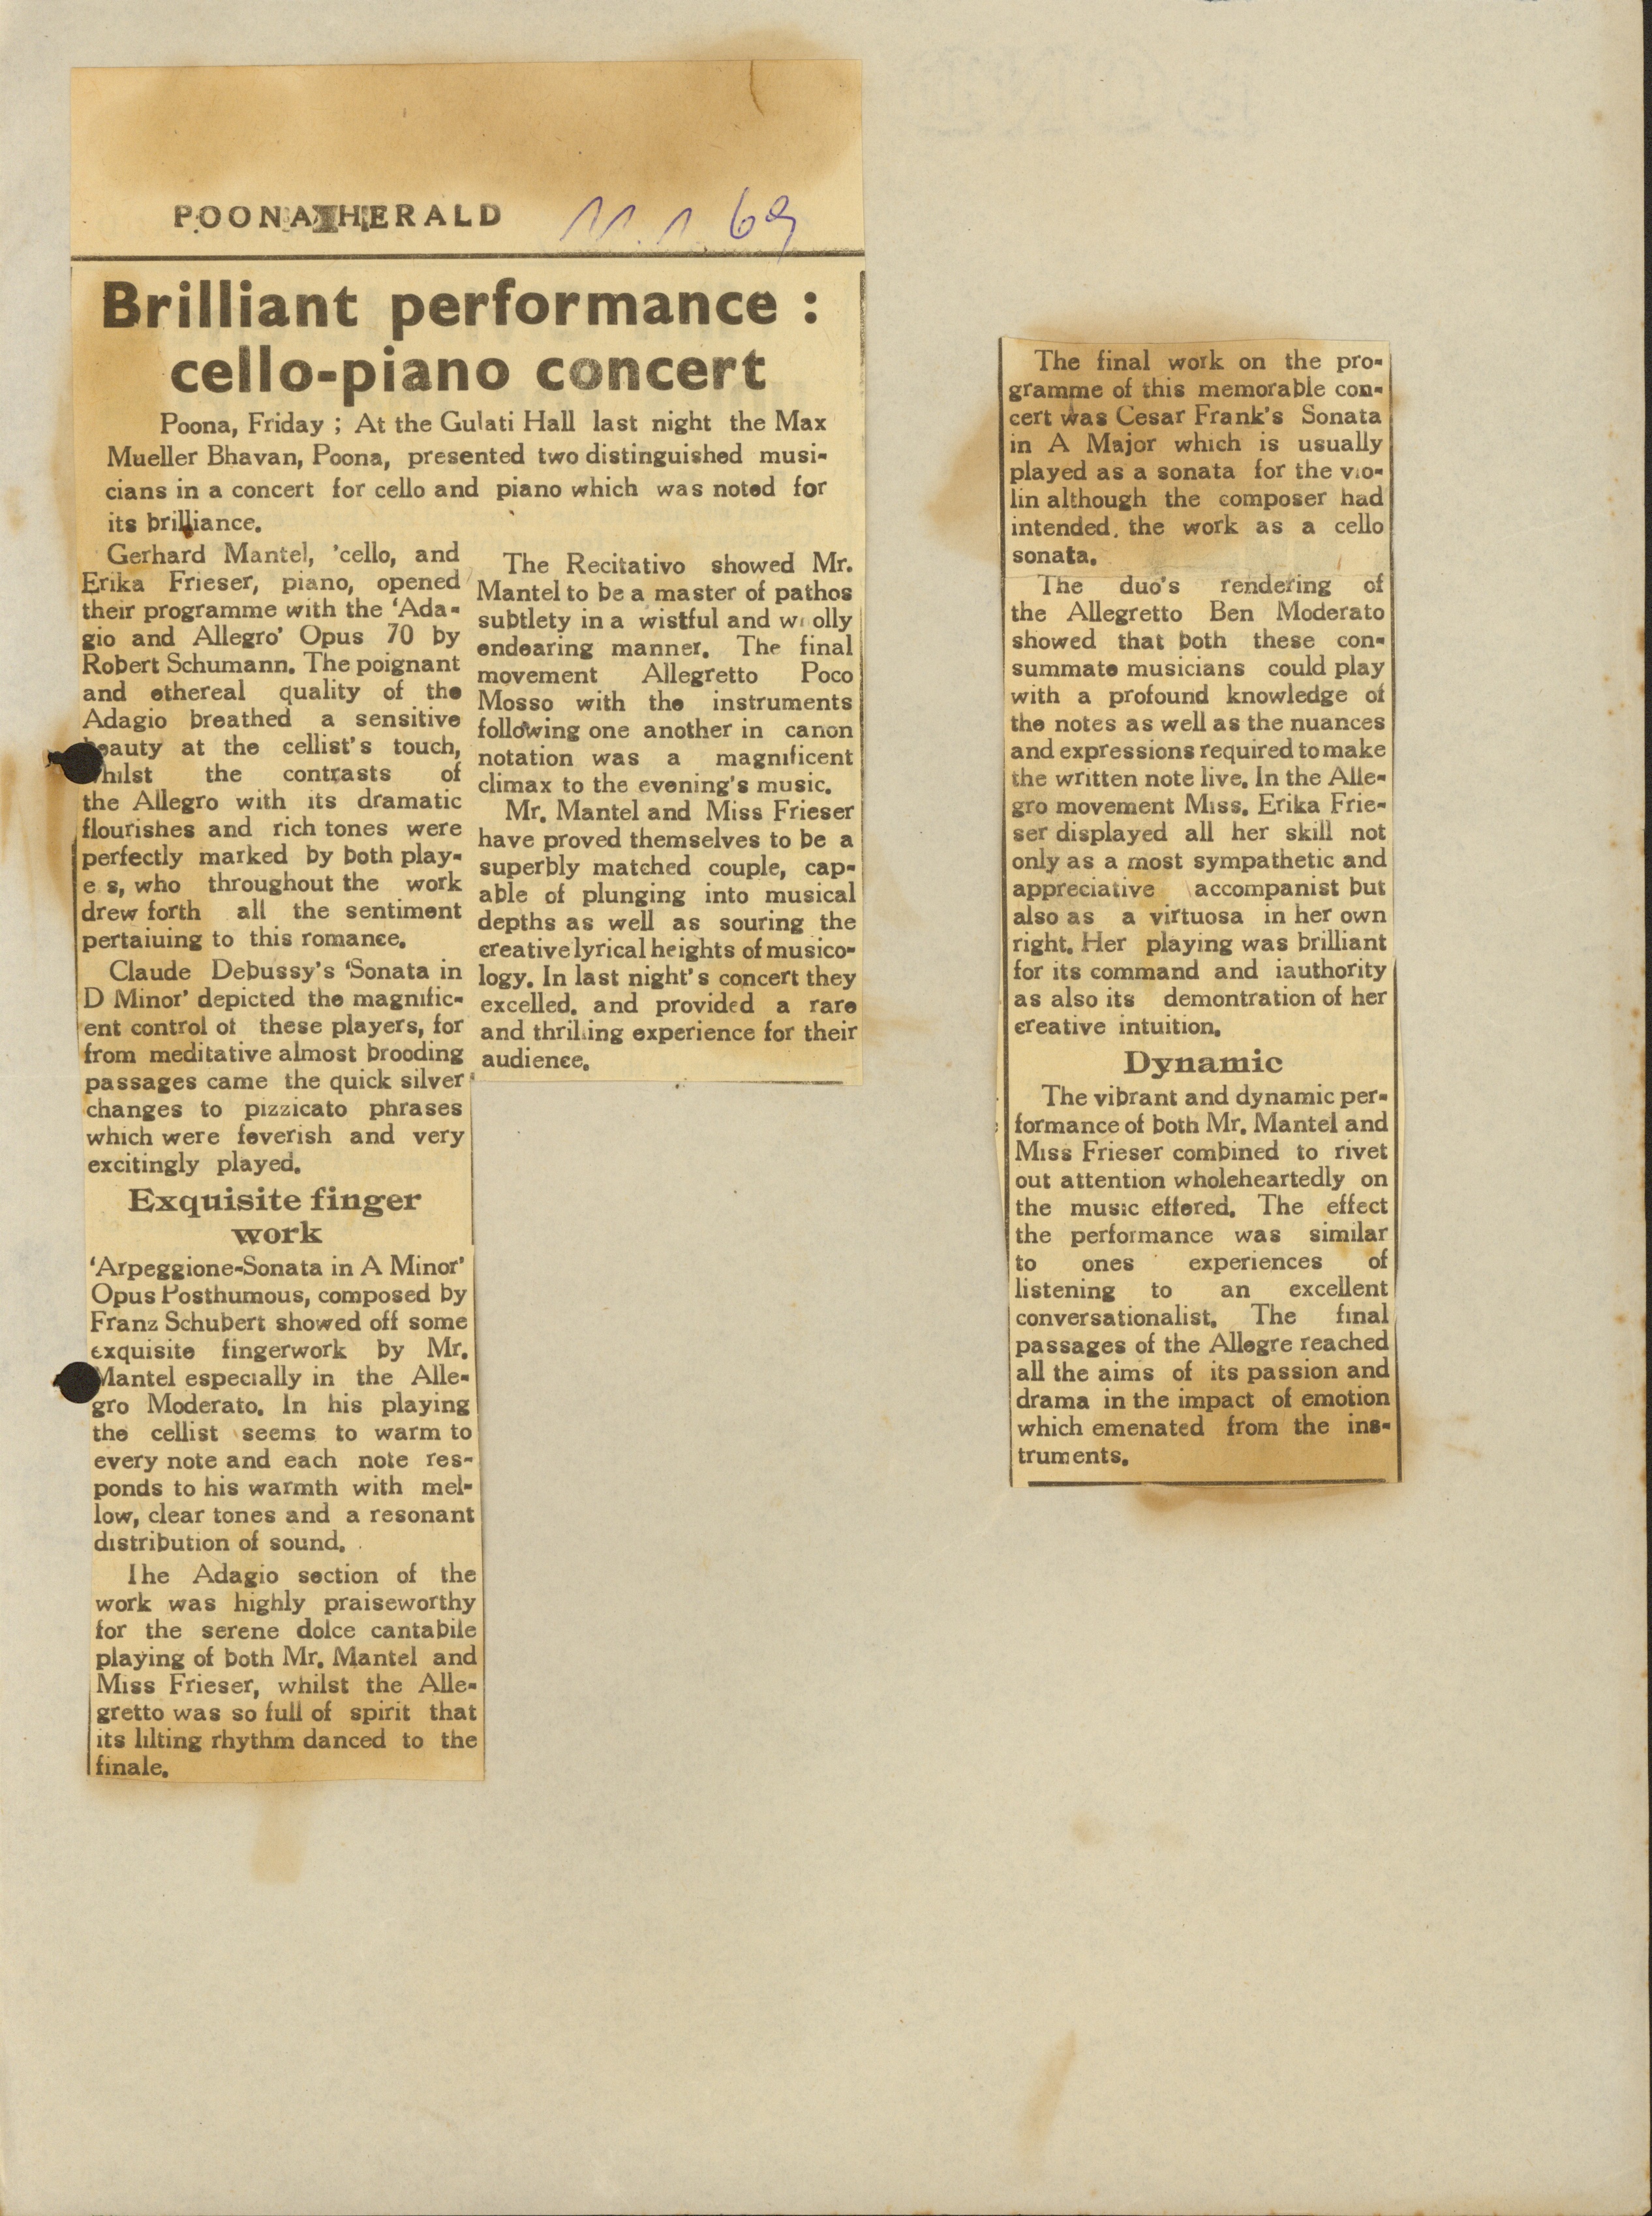 POONA HERALD
11.1.69
Brilliant performance :
cello-piano concert
Poona, Friday ; At the Gulati Hall last night the Max
Mueller Bhavan, Poona, presented two distinguished musi-
cians in a concert for cello and piano which was noted for
its brilliance.
Gerhard Mantel, 'cello, and
Erika Frieser, piano, opened
their programme with the 'Ada-
gio and Allegro' Opus 70 by
Robert Schumann. The poignant
and ethereal quality of the
Adagio breathed a sensitive
beauty at the cellist's touch,
whilst the contrasts of
the Allegro with its dramatic
flourishes and rich tones were
perfectly marked by both play-
e s, who throughout the work
drew forth all the sentiment
pertaiuing to this romance.
Claude Debussy's 'Sonata in
D Minor' depicted the magnific-
ent control of these players, for
from meditative almost brooding
passages came the quick silver
changes to pizzicato phrases
which were feverish and very
excitingly played.
Exquisite finger
work
'Arpeggione-Sonata in A Minor'
Opus Posthumous, composed by
Franz Schubert showed off some
exquisite fingerwork by Mr.
Mantel especially in the Alle-
gro Moderato. In his playing
the cellist seems to warm to
every note and each note res-
ponds to his warmth with mel-
low, clear tones and a resonant
distribution of sound.
The Adagio section of the
work was highly praiseworthy
for the serene dolce cantabile
playing of both Mr. Mantel and
Miss Frieser, whilst the Alle-
gretto was so full of spirit that
its lilting rhythm danced to the
finale.
The Recitativo showed Mr.
Mantel to be a master of pathos
subtlety in a wistful and w olly
endearing manner. The final
movement Allegretto Poco
Mosso with the instruments
following one another in canon
notation was a magnificent
climax to the evening's music.
Mr. Mantel and Miss Frieser
have proved themselves to be a
superbly matched couple, cap-
able of plunging into musical
depths as well as souring the
creative lyrical heights of musico-
logy. In last night's concert they
excelled. and provided a rare
and thrilling experience for their
audience.
The final work on the pro-
gramme of this memorable con-
cert was Cesar Frank's Sonata
in A Major which is usually
played as a sonata for the vio-
lin although the composer had
intended, the work as a cello
sonata.
The duo's rendering of
the Allegretto Ben Moderato
showed that both these con-
summate musicians could play
with a profound knowledge of
the notes as well as the nuances
and expressions required to make
the written note live. In the Alle-
gro movement Miss. Erika Frie-
ser displayed all her skill not
only as a most sympathetic and
appreciative accompanist but
also as a virtuosa in her own
right. Her playing was brilliant
for its command and iauthority
as also its demontration of her
creative intuition.
Dynamic
The vibrant and dynamic per-
formance of both Mr. Mantel and
Miss Frieser combined to rivet
out attention wholeheartedly on
the music effered. The effect
the performance was similar
to ones experiences of
listening to an excellent
conversationalist. The final
passages of the Allegre reached
all the aims of its passion and
drama in the impact of emotion
which emenated from the ins-
truments.